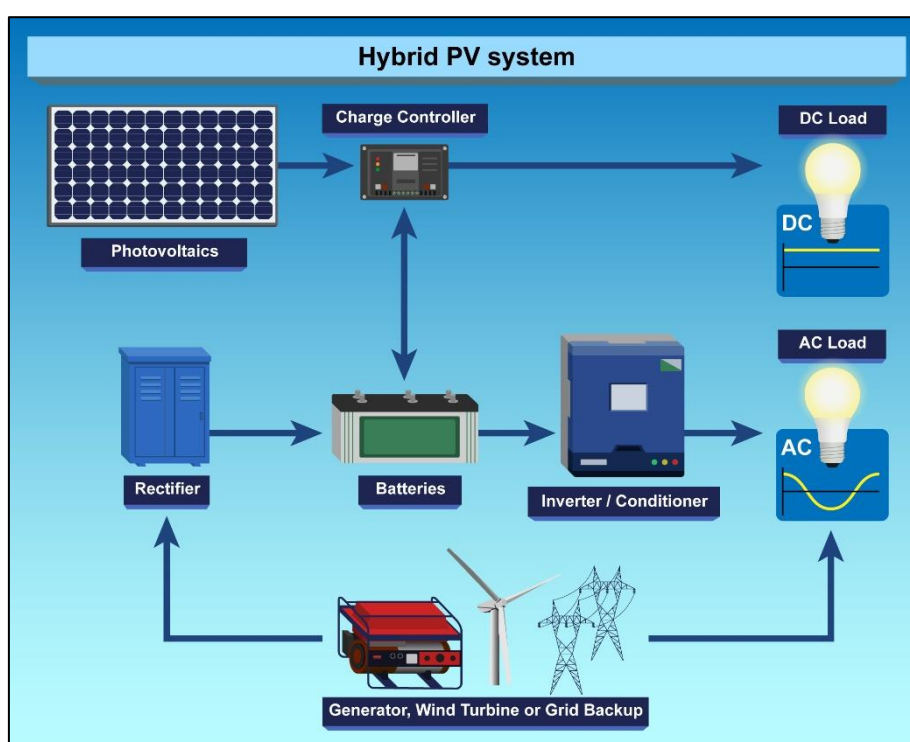 Hybrid PV system
Charge Controller
DC Load
DC
Photovoltaics
AC Load
AC
Rectifier
Batteries
Inverter / Conditioner
Generator, Wind Turbine or Grid Backup